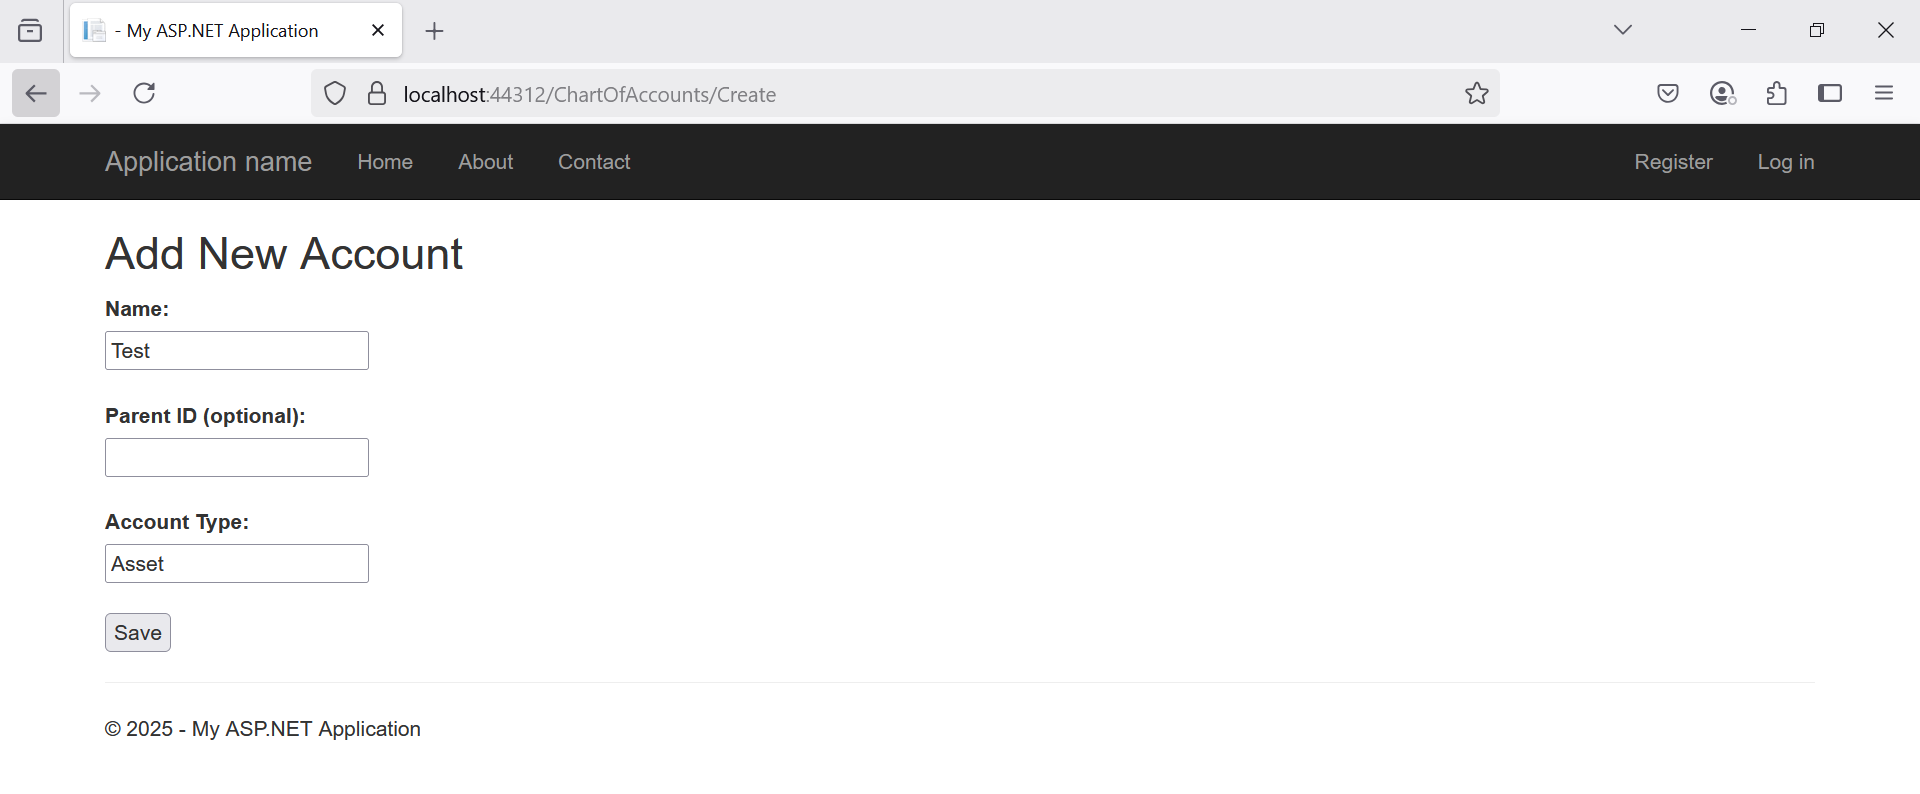 - My ASP.NET Application
localhost:44312/ChartOfAccounts/Create
Application name Home About Contact Register Log in
Add New Account
Name:
Test
Parent ID (optional):
Account Type:
Asset
Save
© 2025 - My ASP.NET Application